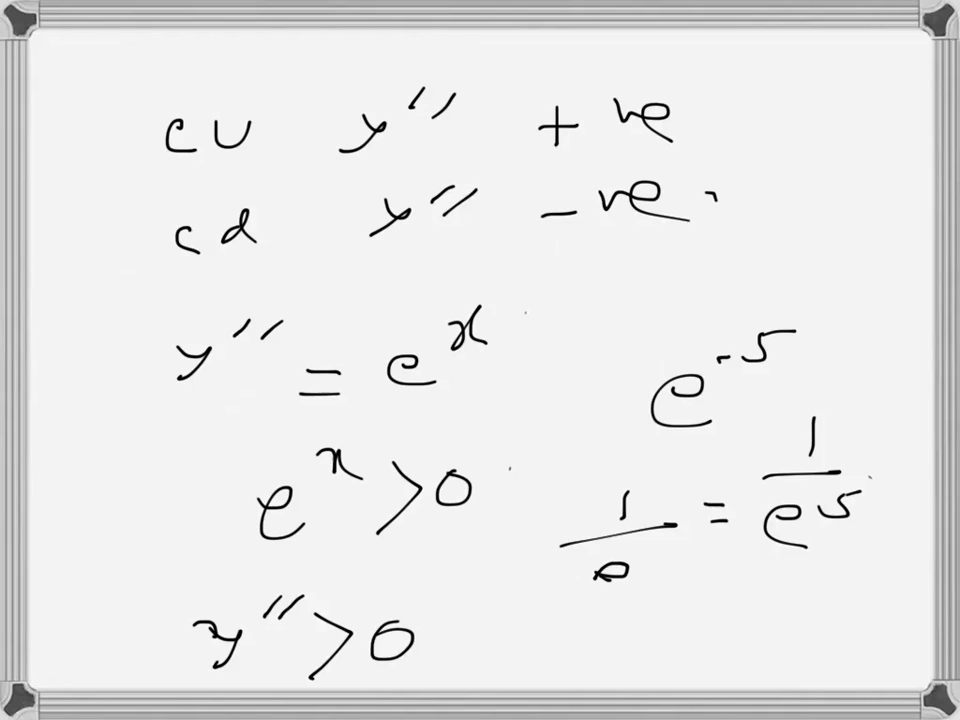 cu y'' +ve
cd y'' -ve
y'' = e^x
e^-5
e^x > 0
1/e = 1/e^5
y'' > 0